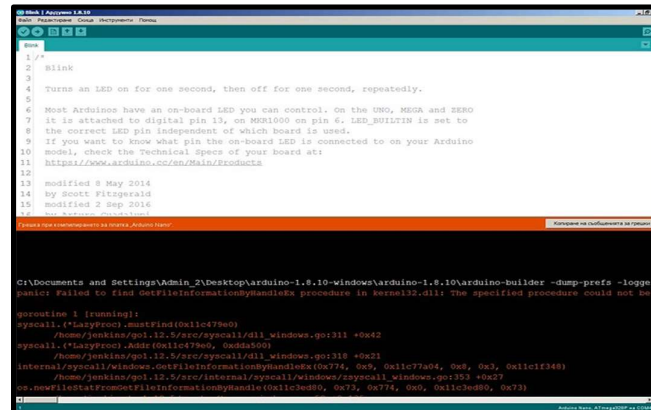 Blink | Ардуино 1.8.10
Файл Редактиране Скица Инструменти Помощ
Blink
1 /*
2 Blink
3
4 Turns an LED on for one second, then off for one second, repeatedly.
5
6 Most Arduinos have an on-board LED you can control. On the UNO, MEGA and ZERO
7 it is attached to digital pin 13, on MKR1000 on pin 6. LED_BUILTIN is set to
8 the correct LED pin independent of which board is used.
9 If you want to know what pin the on-board LED is connected to on your Arduino
10 model, check the Technical Specs of your board at:
11 https://www.arduino.cc/en/Main/Products
12
13 modified 8 May 2014
14 by Scott Fitzgerald
15 modified 2 Sep 2016
16 by Arturo Guadalupi
Грешка при компилирането за платка „Arduino Nano“.
Копиране на съобщенията за грешки
C:\Documents and Settings\Admin_2\Desktop\arduino-1.8.10-windows\arduino-1.8.10\arduino-builder -dump-prefs -logge
panic: Failed to find GetFileInformationByHandleEx procedure in kernel32.dll: The specified procedure could not be
goroutine 1 [running]:
syscall.(*LazyProc).mustFind(0x11c479e0)
/home/jenkins/go1.12.5/src/syscall/dll_windows.go:311 +0x42
syscall.(*LazyProc).Addr(0x11c479e0, 0xdda500)
/home/jenkins/go1.12.5/src/syscall/dll_windows.go:318 +0x21
internal/syscall/windows.GetFileInformationByHandleEx(0x774, 0x9, 0x11c77a04, 0x8, 0x3, 0x11c1f348)
/home/jenkins/go1.12.5/src/internal/syscall/windows/zsyscall_windows.go:353 +0x27
os.newFileStatFromGetFileInformationByHandle(0x11c3ed80, 0x73, 0x774, 0x0, 0x11c3ed80, 0x73)
1
Arduino Nano, ATmega328P на COM